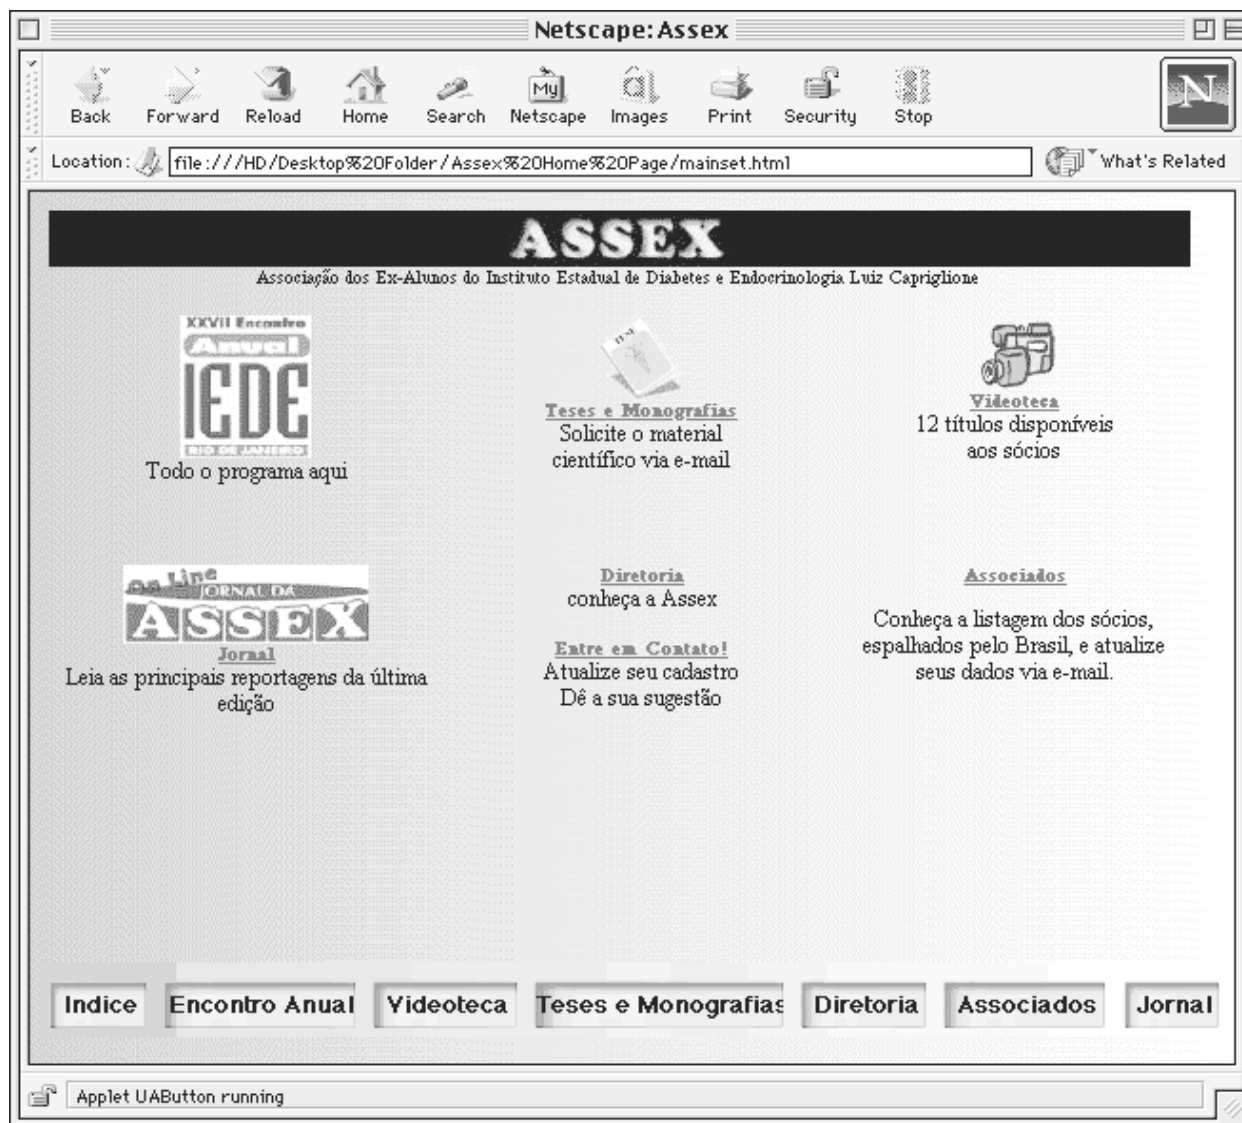 Netscape: Assex
Back Forward Reload Home Search Netscape Images Print Security Stop
My
N
Location: file:///HD/Desktop%20Folder/Assex%20Home%20Page/mainset.html What's Related
ASSEX
Associação dos Ex-Alunos do Instituto Estadual de Diabetes e Endocrinologia Luiz Capriglione
XXVII Encontro
Anual
IEDE
RIO DE JANEIRO
Todo o programa aqui
Teses e Monografias
Solicite o material
científico via e-mail
Videoteca
12 títulos disponíveis
aos sócios
On Line
JORNAL DA
ASSEX
Jornal
Leia as principais reportagens da última
edição
Diretoria
conheça a Assex
Entre em Contato!
Atualize seu cadastro
Dê a sua sugestão
Associados
Conheça a listagem dos sócios,
espalhados pelo Brasil, e atualize
seus dados via e-mail.
Indice Encontro Anual Videoteca Teses e Monografias Diretoria Associados Jornal
Applet UAButton running